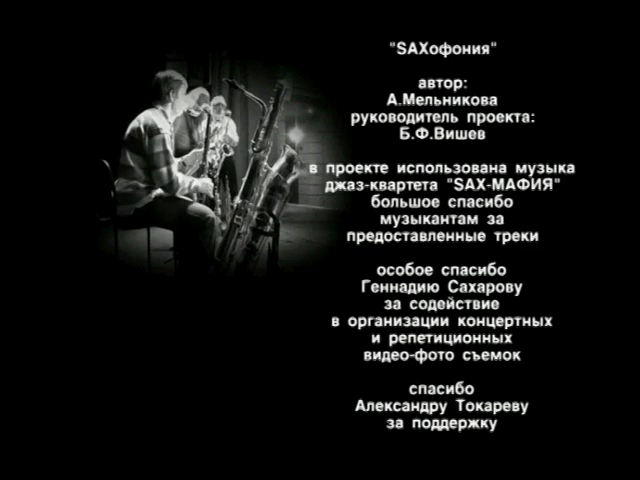 "SAXофония"
автор:
А.Мельникова
руководитель проекта:
Б.Ф.Вишев
в проекте использована музыка
джаз-квартета "SAX-МАФИЯ"
большое спасибо
музыкантам за
предоставленные треки
особое спасибо
Геннадию Сахарову
за содействие
в организации концертных
и репетиционных
видео-фото съемок
спасибо
Александру Токареву
за поддержку